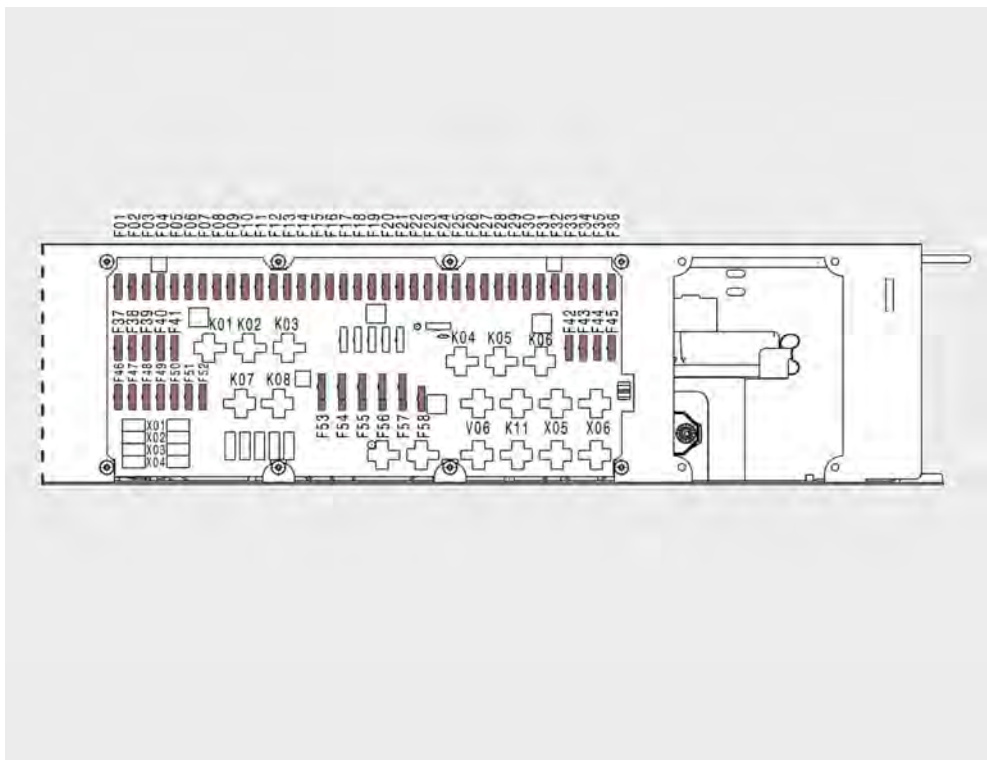 F01 F02 F03 F04 F05 F06 F07 F08 F09 F10 F11 F12 F13 F14 F15 F16 F17 F18 F19 F20 F21 F22 F23 F24 F25 F26 F27 F28 F29 F30 F31 F32 F33 F34 F35 F36
F37 F38 F39 F40 F41 K01 K02 K03 K04 K05 K06 F42 F43 F44 F45
F46 F47 F48 F49 F50 F51 F52 K07 K08
F53 F54 F55 F56 F57 F58
X01
X02
X03
X04
V06 K11 X05 X06